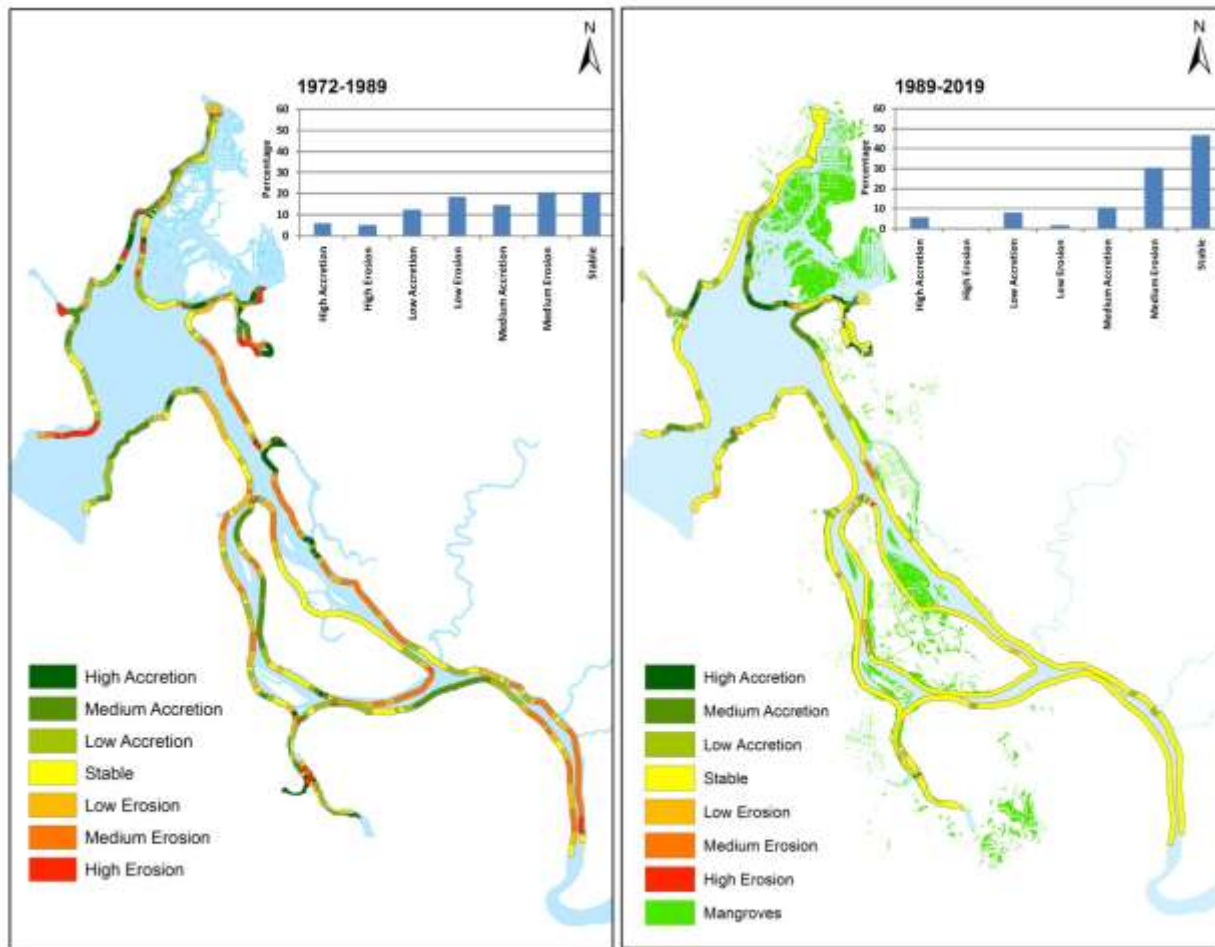 N
1972-1989
60
50
40
30
20
10
0
Percentage
High Accretion
High Erosion
Low Accretion
Low Erosion
Medium Accretion
Medium Erosion
Stable
High Accretion
Medium Accretion
Low Accretion
Stable
Low Erosion
Medium Erosion
High Erosion
N
1989-2019
60
50
40
30
20
10
0
Percentage
High Accretion
High Erosion
Low Accretion
Low Erosion
Medium Accretion
Medium Erosion
Stable
High Accretion
Medium Accretion
Low Accretion
Stable
Low Erosion
Medium Erosion
High Erosion
Mangroves